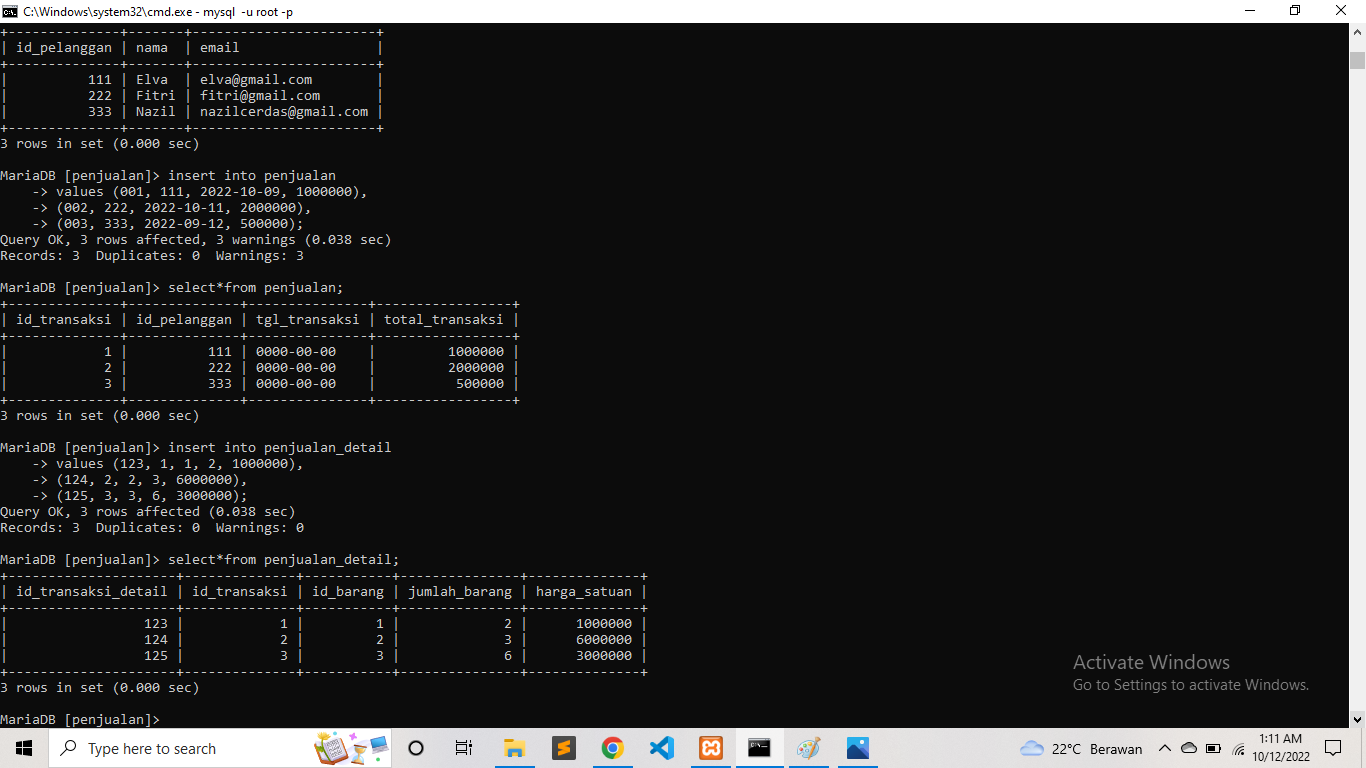 C:\Windows\system32\cmd.exe - mysql  -u root -p
+--------------+-------+-----------------------+
| id_pelanggan | nama  | email                 |
+--------------+-------+-----------------------+
|          111 | Elva  | elva@gmail.com        |
|          222 | Fitri | fitri@gmail.com       |
|          333 | Nazil | nazilcerdas@gmail.com |
+--------------+-------+-----------------------+
3 rows in set (0.000 sec)
MariaDB [penjualan]> insert into penjualan
    -> values (001, 111, 2022-10-09, 1000000),
    -> (002, 222, 2022-10-11, 2000000),
    -> (003, 333, 2022-09-12, 500000);
Query OK, 3 rows affected, 3 warnings (0.038 sec)
Records: 3  Duplicates: 0  Warnings: 3
MariaDB [penjualan]> select*from penjualan;
+--------------+--------------+---------------+-----------------+
| id_transaksi | id_pelanggan | tgl_transaksi | total_transaksi |
+--------------+--------------+---------------+-----------------+
|            1 |          111 | 0000-00-00    |         1000000 |
|            2 |          222 | 0000-00-00    |         2000000 |
|            3 |          333 | 0000-00-00    |          500000 |
+--------------+--------------+---------------+-----------------+
3 rows in set (0.000 sec)
MariaDB [penjualan]> insert into penjualan_detail
    -> values (123, 1, 1, 2, 1000000),
    -> (124, 2, 2, 3, 6000000),
    -> (125, 3, 3, 6, 3000000);
Query OK, 3 rows affected (0.038 sec)
Records: 3  Duplicates: 0  Warnings: 0
MariaDB [penjualan]> select*from penjualan_detail;
+---------------------+--------------+-----------+---------------+--------------+
| id_transaksi_detail | id_transaksi | id_barang | jumlah_barang | harga_satuan |
+---------------------+--------------+-----------+---------------+--------------+
|                 123 |            1 |         1 |             2 |      1000000 |
|                 124 |            2 |         2 |             3 |      6000000 |
|                 125 |            3 |         3 |             6 |      3000000 |
+---------------------+--------------+-----------+---------------+--------------+
3 rows in set (0.000 sec)
MariaDB [penjualan]>
Activate Windows
Go to Settings to activate Windows.
Type here to search
22°C Berawan
1:11 AM
10/12/2022